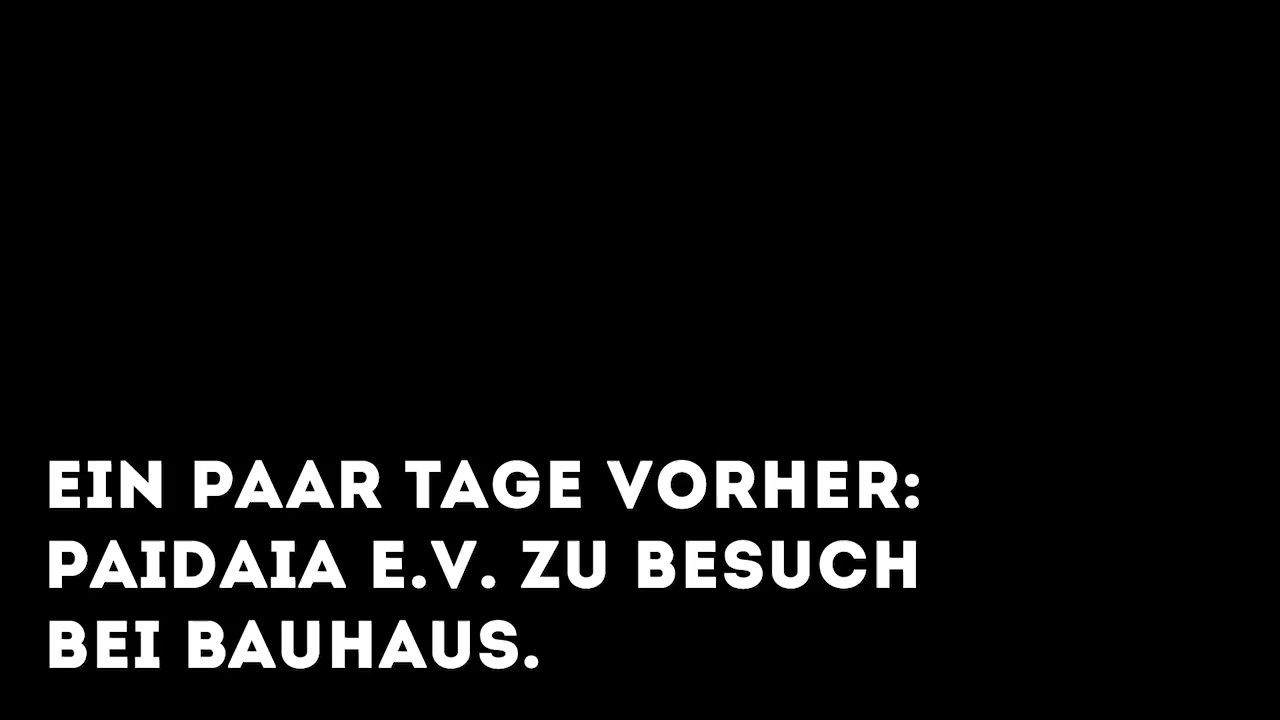 EIN PAAR TAGE VORHER:
PAIDAIA E.V. ZU BESUCH
BEI BAUHAUS.